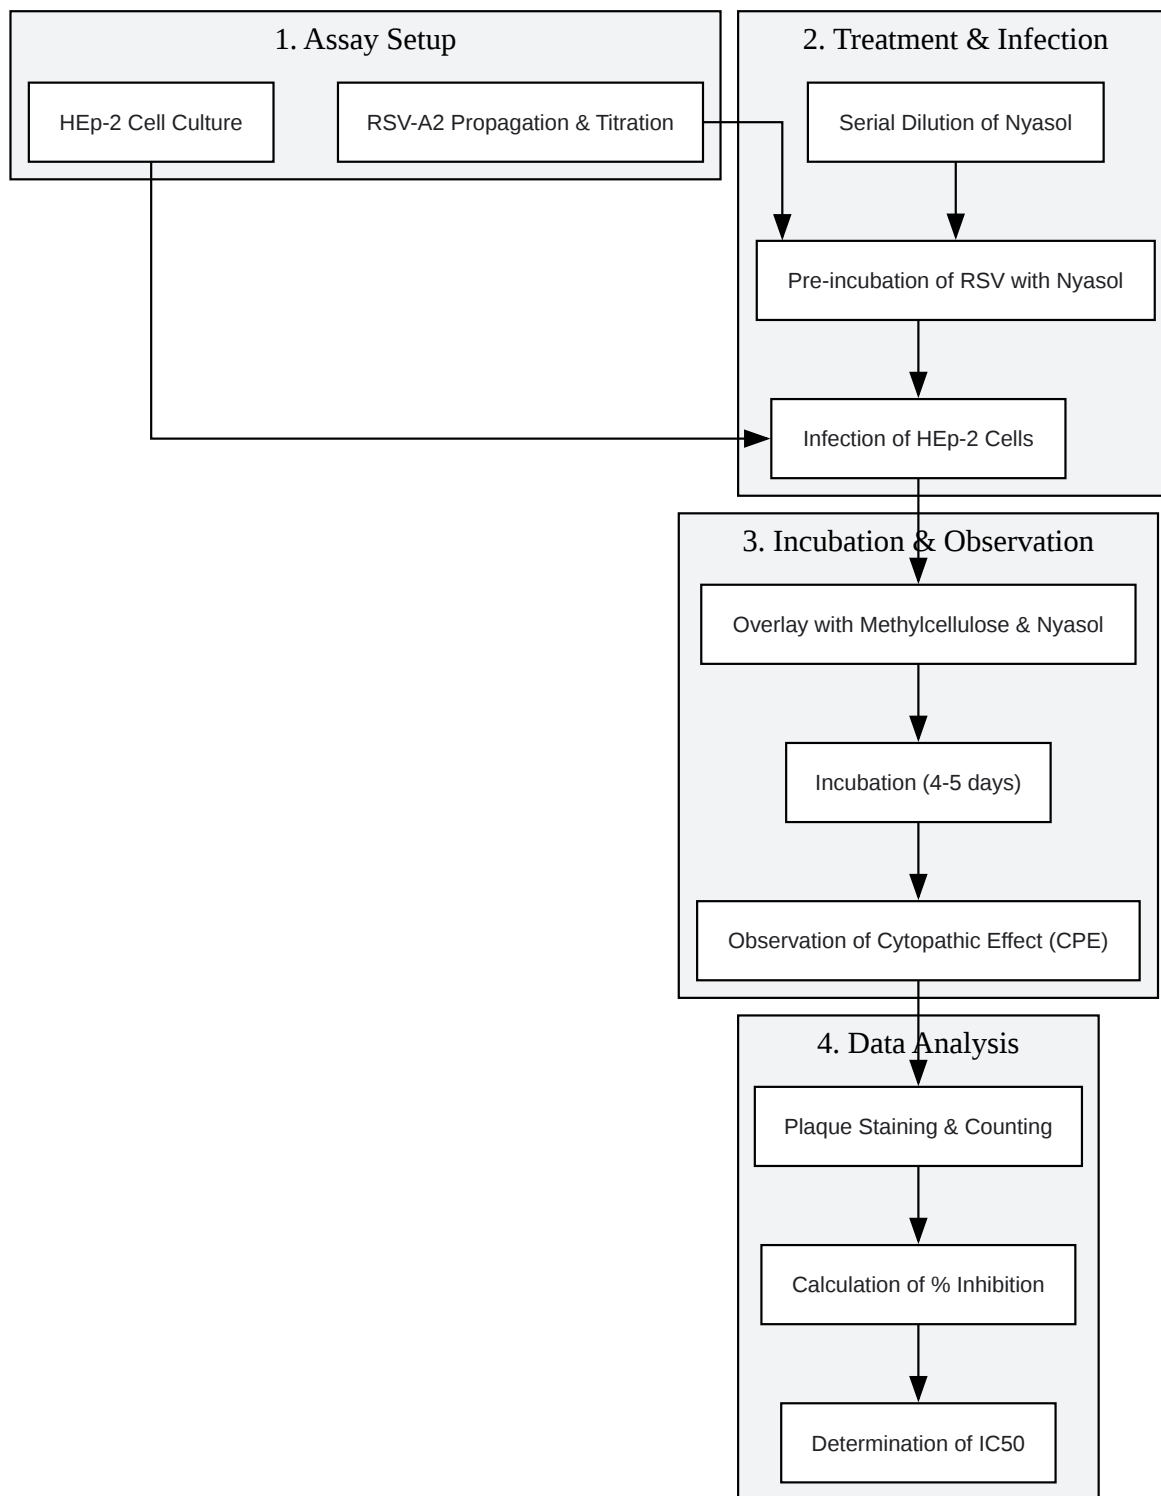 1. Assay Setup
HEp-2 Cell Culture
RSV-A2 Propagation & Titration
2. Treatment & Infection
Serial Dilution of Nyasol
Pre-incubation of RSV with Nyasol
Infection of HEp-2 Cells
3. Incubation & Observation
Overlay with Methylcellulose & Nyasol
Incubation (4-5 days)
Observation of Cytopathic Effect (CPE)
4. Data Analysis
Plaque Staining & Counting
Calculation of % Inhibition
Determination of IC50